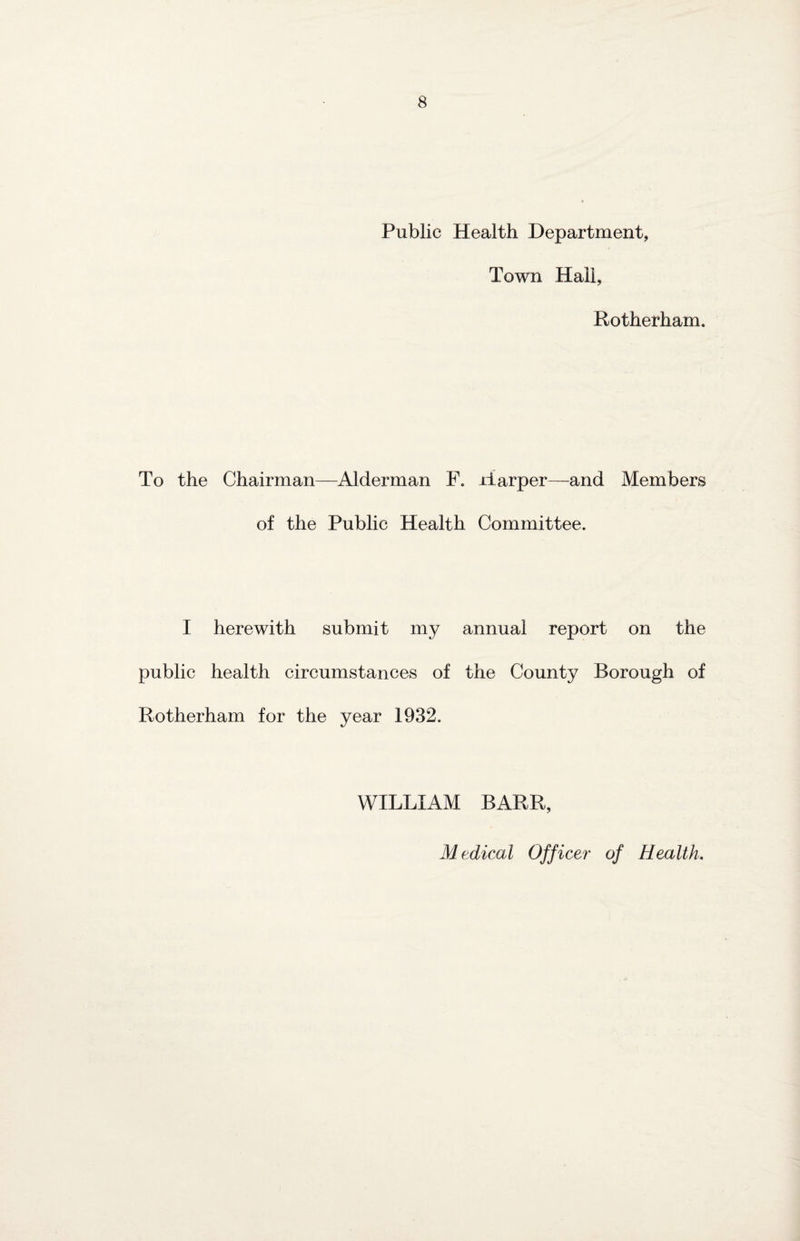 8
Public Health Department,
Town Hall,
Rotherham.
To the Chairman—Alderman F. Harper—and Members
of the Public Health Committee.
I herewith submit my annual report on the
public health circumstances of the County Borough of
Rotherham for the year 1932.
WILLIAM BARR,
Medical Officer of Health.